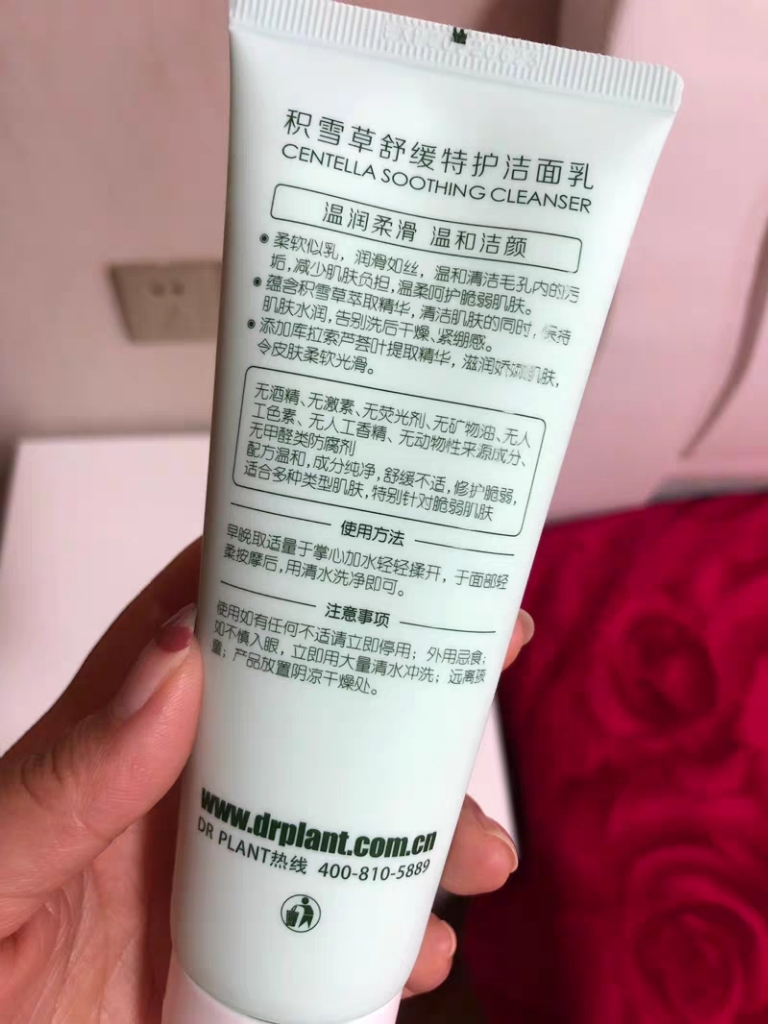 积雪草舒缓特护洁面乳
CENTELLA SOOTHING CLEANSER
温润柔滑 温和洁颜
• 柔软似乳，润滑如丝，温和清洁毛孔内的污
垢，减少肌肤负担，温柔呵护脆弱肌肤。
• 蕴含积雪草萃取精华，清洁肌肤的同时，保持
肌肤水润，告别洗后干燥、紧绷感。
• 添加库拉索芦荟叶提取精华，滋润娇嫩肌肤，
令皮肤柔软光滑。
无酒精、无激素、无荧光剂、无矿物油、无人
工色素、无人工香精、无动物性来源成分、
无甲醛类防腐剂
配方温和，成分纯净，舒缓不适，修护脆弱，
适合多种类型肌肤，特别针对脆弱肌肤
使用方法
早晚取适量于掌心加水轻轻揉开，于面部轻
柔按摩后，用清水洗净即可。
注意事项
使用如有任何不适请立即停用；外用忌食；
如不慎入眼，立即用大量清水冲洗；远离孩
童；产品放置阴凉干燥处。
www.drplant.com.cn
DR PLANT热线 400-810-5889